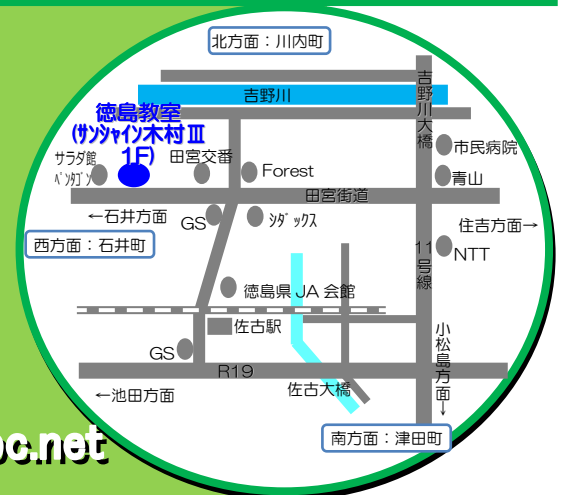 北方面：川内町
吉野川
吉野川大橋
徳島教室
(ｻﾝｼｬｲﾝ木村Ⅲ
1F)
サラダ館
ﾍﾟﾝﾀｺﾞﾝ
田宮交番
Forest
市民病院
青山
田宮街道
←石井方面
GS
ｼﾀﾞｯｸｽ
住吉方面→
西方面：石井町
11号線
NTT
徳島県JA会館
佐古駅
GS
小松島方面→
R19
←池田方面
佐古大橋
南方面：津田町
c.net